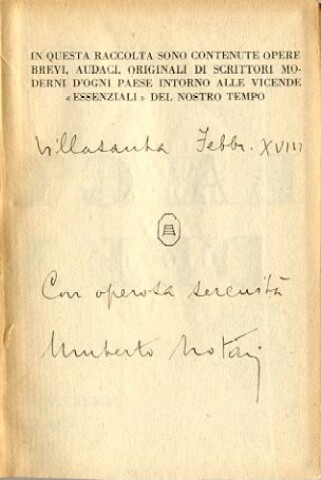 IN QUESTA RACCOLTA SONO CONTENUTE OPERE
BREVI, AUDACI, ORIGINALI DI SCRITTORI MO-
DERNI D'OGNI PAESE INTORNO ALLE VICENDE
«ESSENZIALI» DEL NOSTRO TEMPO
Villasanta Febbr. XVIII
Con operosa serenità
Umberto Notari